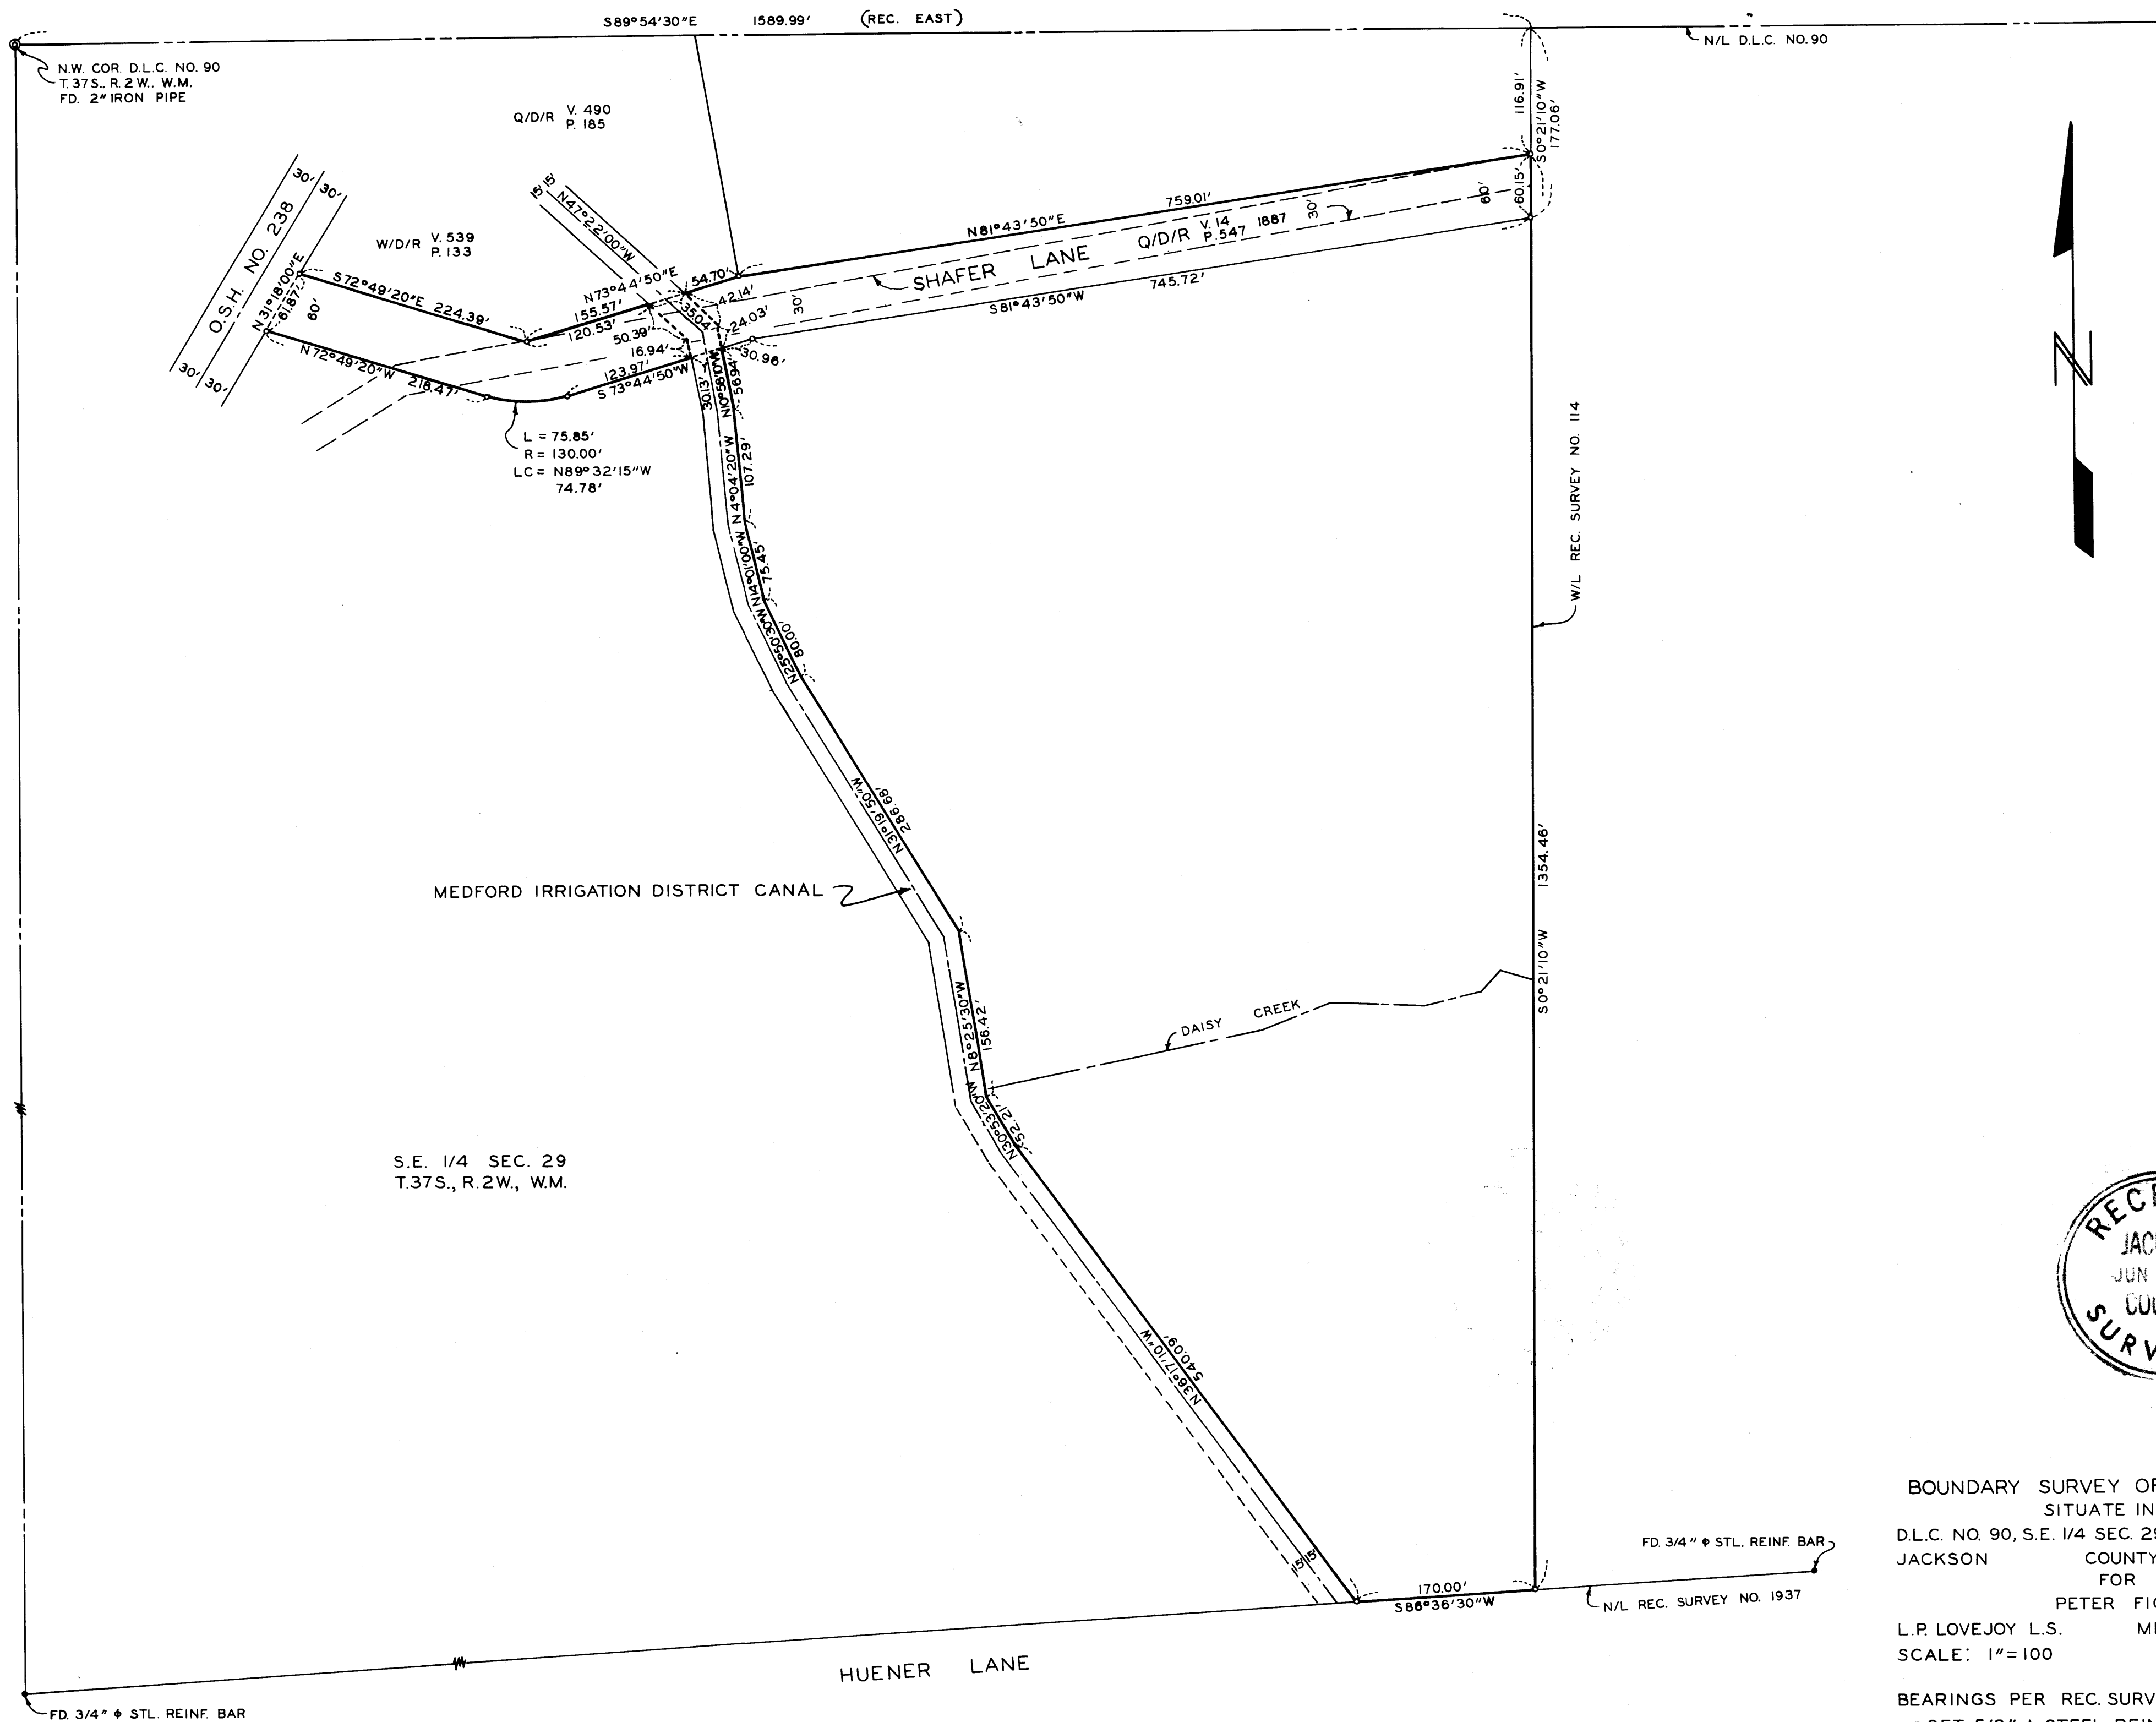 S89°54'30"E 1589.99' (REC. EAST)
N/L D.L.C. NO. 90
N.W. COR. D.L.C. NO. 90
T.37S., R.2W., W.M.
FD. 2" IRON PIPE
Q/D/R V. 490
P. 185
116.91'
S0°21'10"W
177.06'
60.15'
60'
30' 30'
O.S.H. NO. 238
30' 30'
N31°18'00"E
61.87'
60'
W/D/R V. 539
P. 133
15' 15'
N47°22'00"W
S72°49'20"E 224.39'
N72°49'20"W 218.47'
N73°44'50"E
155.57'
54.70'
120.53'
35.04'
42.14'
24.03'
50.39'
16.94'
30.96'
123.97'
S73°44'50"W
30.13'
N10°58'10"W
56.94'
759.01'
N81°43'50"E
SHAFER LANE
Q/D/R V. 14 1887
P. 547
30'
30'
745.72'
S81°43'50"W
L = 75.85'
R = 130.00'
LC = N89°32'15"W
74.78'
N4°04'20"W
107.29'
N14°01'00"W
75.45'
N25°50'30"W
80.00'
W/L REC. SURVEY NO. 114
N
N31°19'50"W
286.68'
MEDFORD IRRIGATION DISTRICT CANAL
1354.46'
S0°21'10"W
N8°25'30"W
156.42'
DAISY CREEK
N30°53'20"W
52.21'
S.E. 1/4 SEC. 29
T.37S., R.2W., W.M.
JUN
N36°17'10"W
540.09'
15' 15'
170.00'
S86°36'30"W
FD. 3/4" ϕ STL. REINF. BAR
N/L REC. SURVEY NO. 1937
HUENER LANE
FD. 3/4" ϕ STL. REINF. BAR
BOUNDARY SURVEY OF
SITUATE IN
D.L.C. NO. 90, S.E. 1/4 SEC. 29
JACKSON COUNTY
FOR
PETER
L.P. LOVEJOY L.S.
SCALE: 1"=100
BEARINGS PER REC. SURV